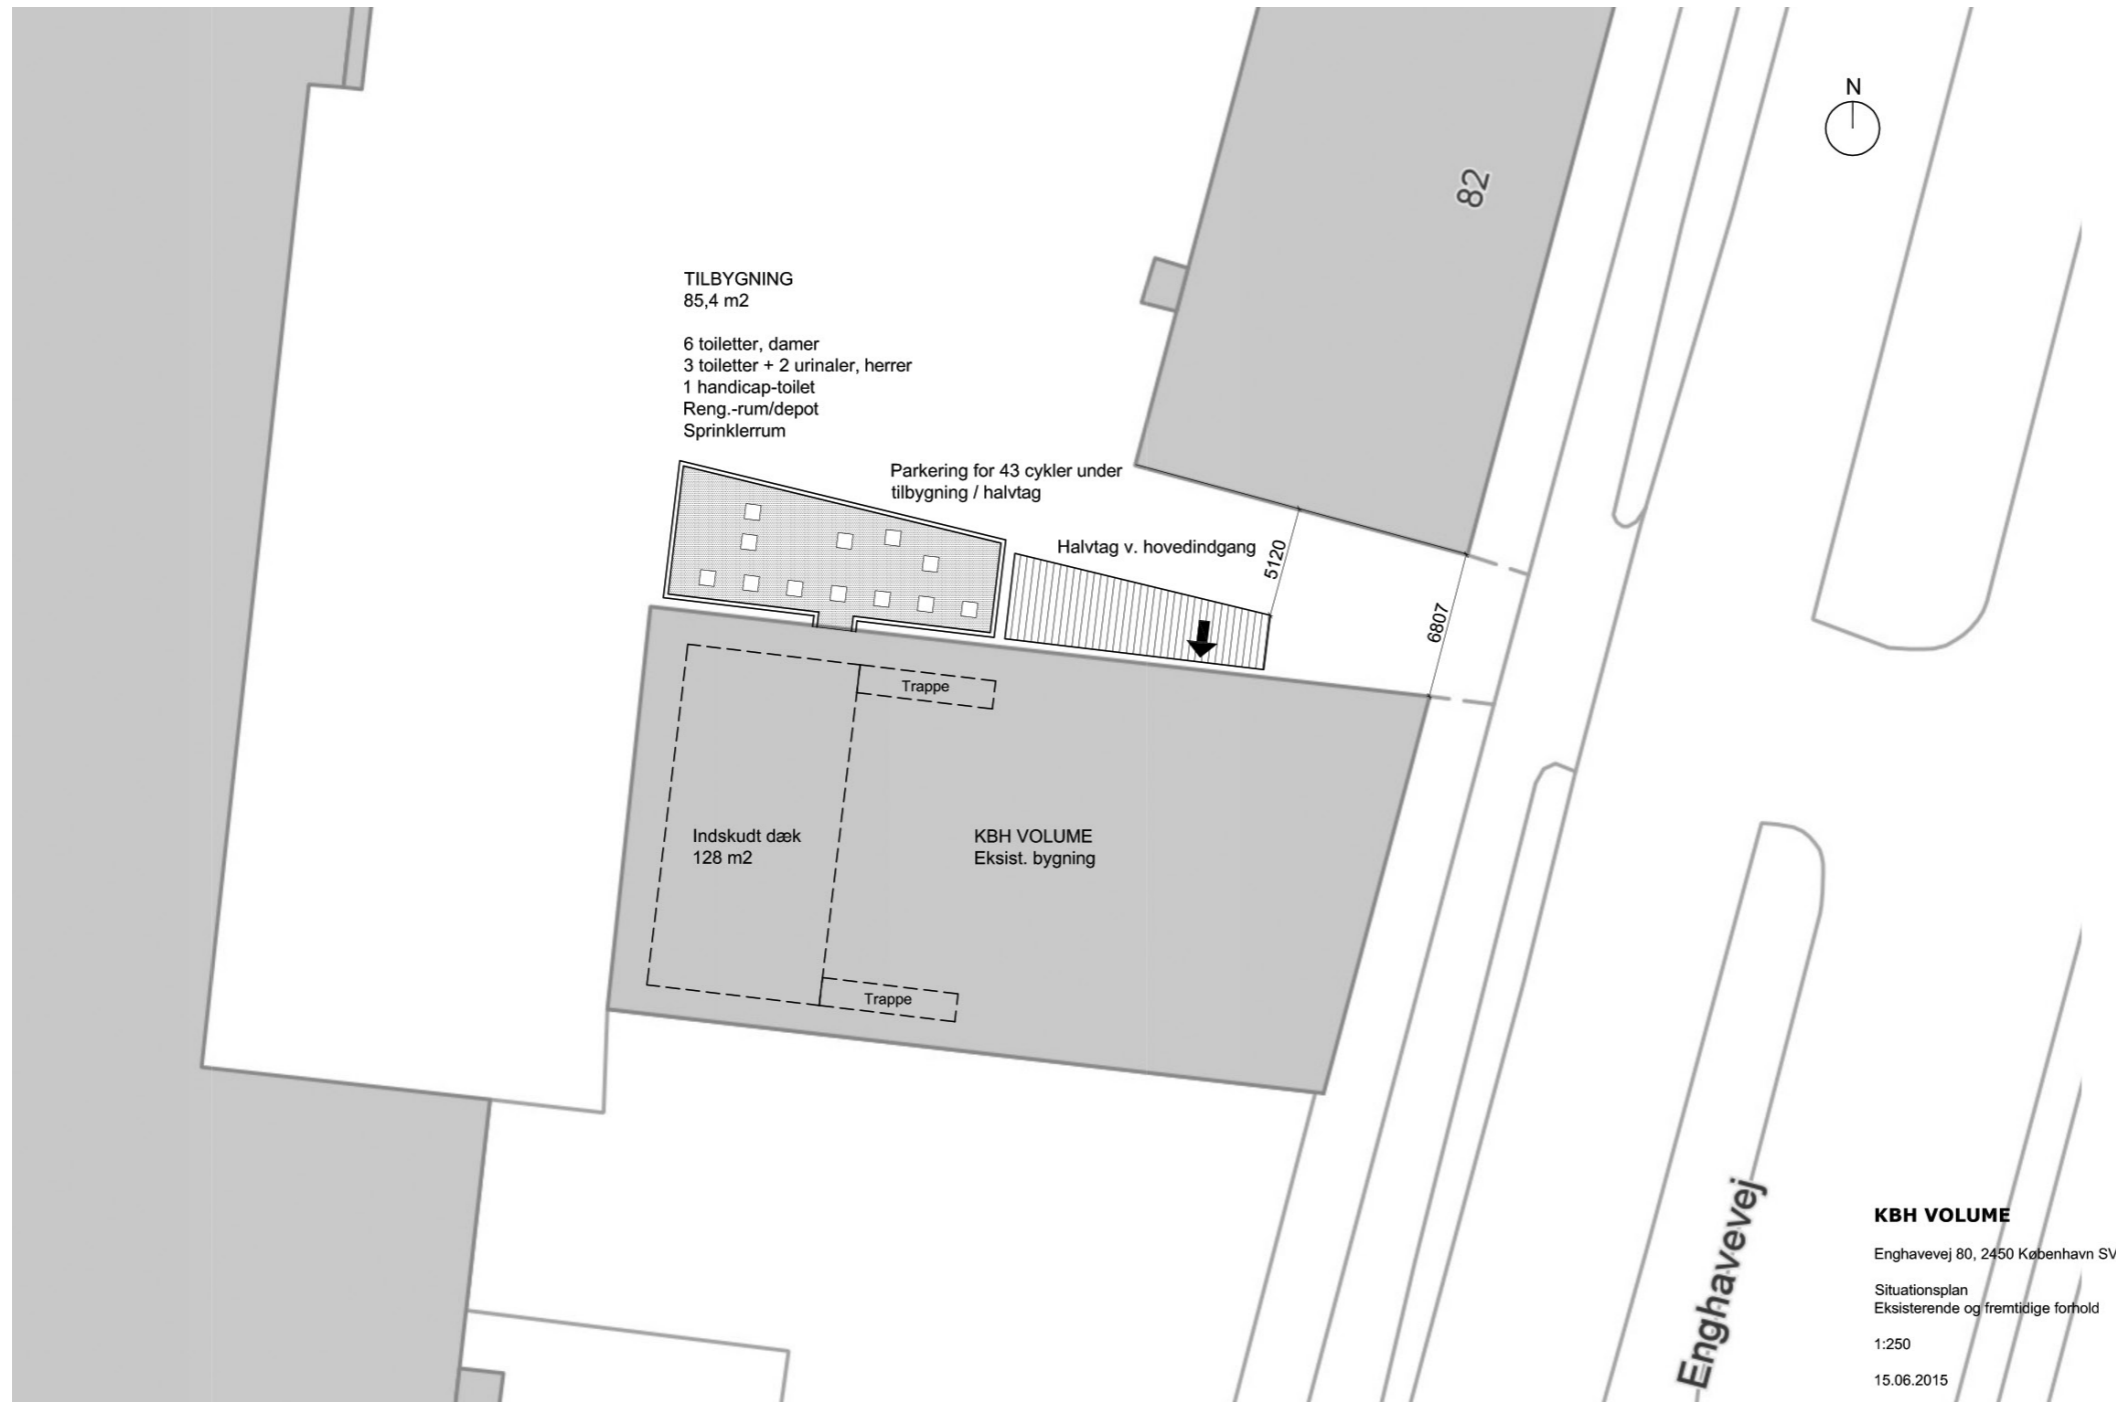 N
82
TILBYGNING
85,4 m2
6 toiletter, damer
3 toiletter + 2 urinaler, herrer
1 handicap-toilet
Reng.-rum/depot
Sprinklerrum
Parkering for 43 cykler under
tilbygning / halvtag
Halvtag v. hovedindgang
5120
6807
Trappe
Indskudt dæk
128 m2
KBH VOLUME
Eksist. bygning
Trappe
Enghavevej
KBH VOLUME
Enghavevej 80, 2450 København SV
Situationsplan
Eksisterende og fremtidige forhold
1:250
15.06.2015